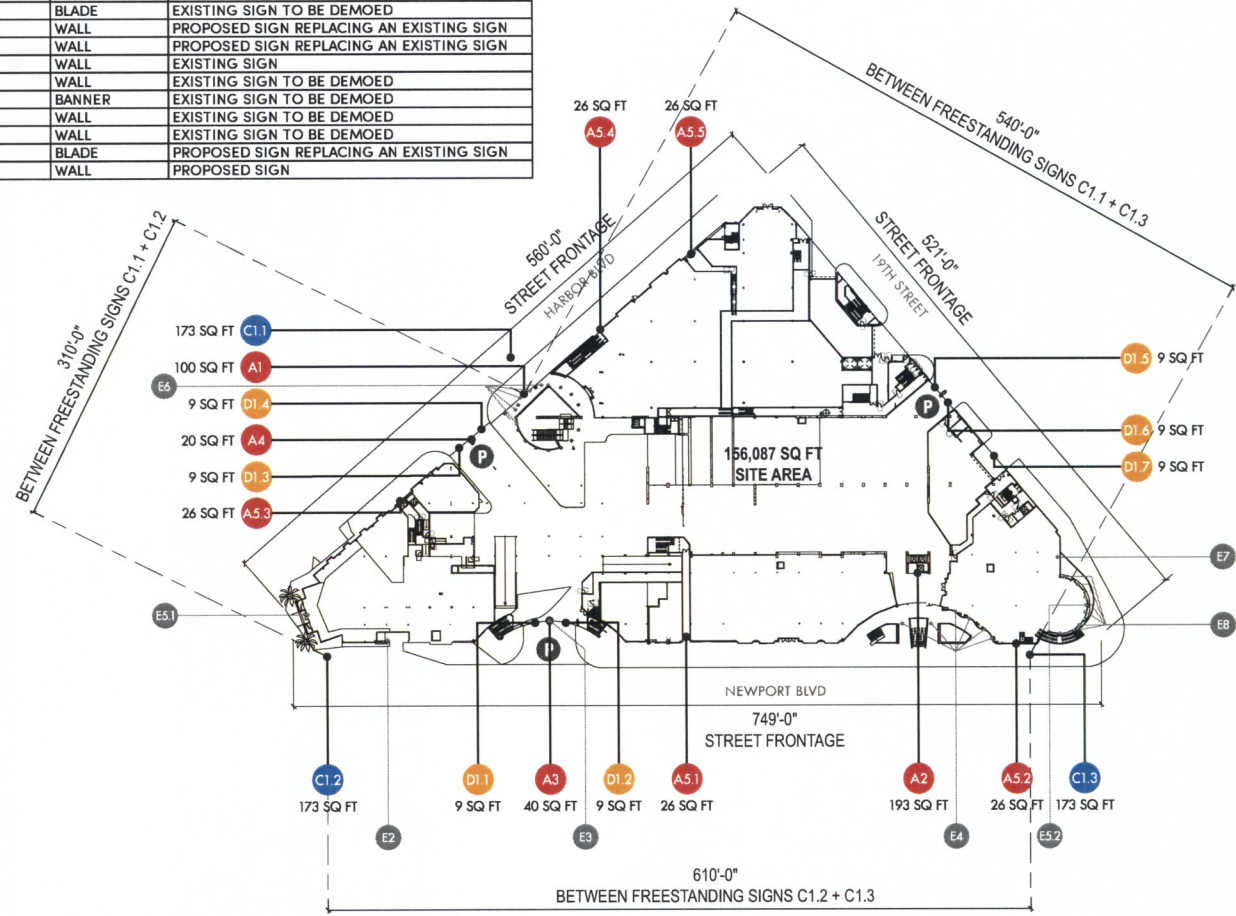 BLADE EXISTING SIGN TO BE DEMOED
WALL PROPOSED SIGN REPLACING AN EXISTING SIGN
WALL PROPOSED SIGN REPLACING AN EXISTING SIGN
WALL EXISTING SIGN
WALL EXISTING SIGN TO BE DEMOED
BANNER EXISTING SIGN TO BE DEMOED
WALL EXISTING SIGN TO BE DEMOED
WALL EXISTING SIGN TO BE DEMOED
BLADE PROPOSED SIGN REPLACING AN EXISTING SIGN
WALL PROPOSED SIGN
26 SQ FT
A5.4
26 SQ FT
A5.5
540'-0"
BETWEEN FREESTANDING SIGNS C1.1 + C1.3
310'-0"
BETWEEN FREESTANDING SIGNS C1.1 + C1.2
560'-0"
STREET FRONTAGE
HARBOR BLVD
521'-0"
STREET FRONTAGE
19TH STREET
173 SQ FT C1.1
100 SQ FT A1
E6
9 SQ FT D1.4
20 SQ FT A4
9 SQ FT D1.3
26 SQ FT A5.3
P
156,087 SQ FT
SITE AREA
P
D1.5 9 SQ FT
D1.6 9 SQ FT
D1.7 9 SQ FT
E7
E8
E5.1
P
NEWPORT BLVD
749'-0"
STREET FRONTAGE
C1.2
173 SQ FT
D1.1
9 SQ FT
A3
40 SQ FT
D1.2
9 SQ FT
A5.1
26 SQ FT
A2
193 SQ FT
A5.2
26 SQ FT
C1.3
173 SQ FT
E2
E3
E4
E5.2
610'-0"
BETWEEN FREESTANDING SIGNS C1.2 + C1.3